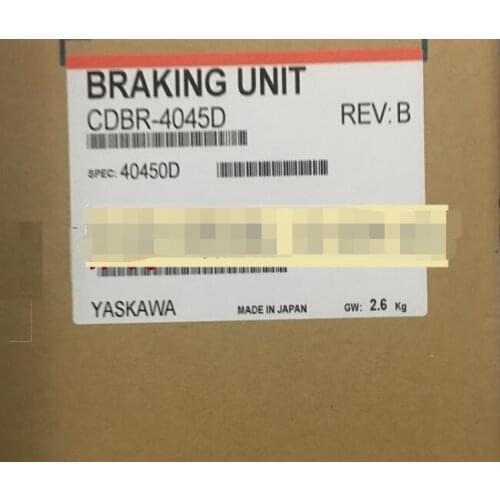 BRAKING UNIT
CDBR-4045D REV: B
SPEC: 40450D
YASKAWA MADE IN JAPAN GW: 2.6 Kg